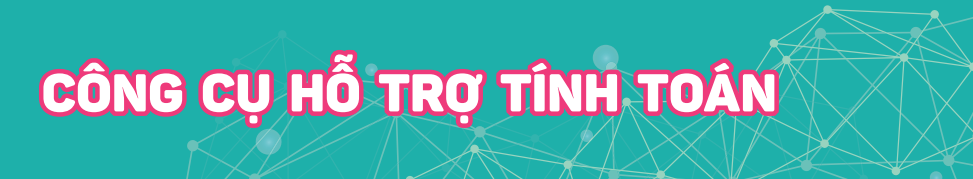 CÔNG CỤ HỖ TRỢ TÍNH TOÁN